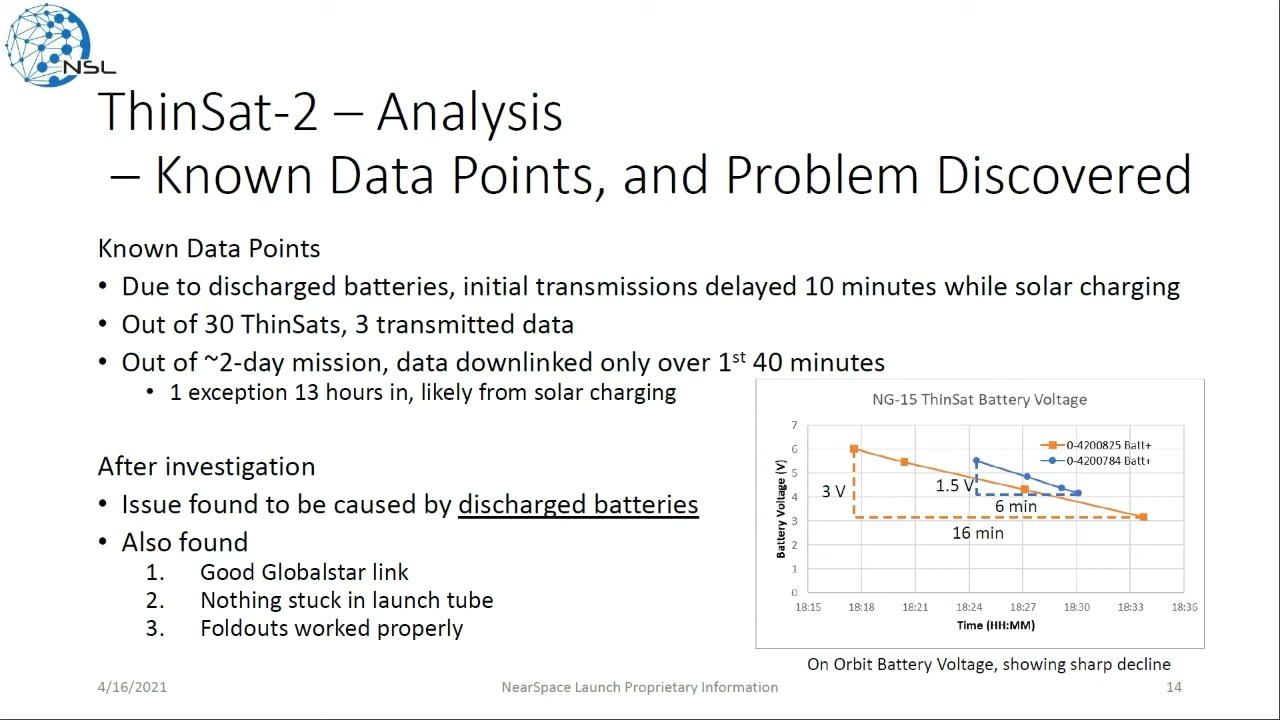 NSL
ThinSat-2 – Analysis
– Known Data Points, and Problem Discovered
Known Data Points
• Due to discharged batteries, initial transmissions delayed 10 minutes while solar charging
• Out of 30 ThinSats, 3 transmitted data
• Out of ~2-day mission, data downlinked only over 1st 40 minutes
• 1 exception 13 hours in, likely from solar charging
After investigation
• Issue found to be caused by discharged batteries
• Also found
1. Good Globalstar link
2. Nothing stuck in launch tube
3. Foldouts worked properly
NG-15 ThinSat Battery Voltage
Battery Voltage (V)
7
6
5
4
3
2
1
0
0-4200825 Batt+
0-4200784 Batt+
3 V
1.5 V
6 min
16 min
18:15 18:18 18:21 18:24 18:27 18:30 18:33 18:36
Time (HH:MM)
On Orbit Battery Voltage, showing sharp decline
4/16/2021
NearSpace Launch Proprietary Information
14